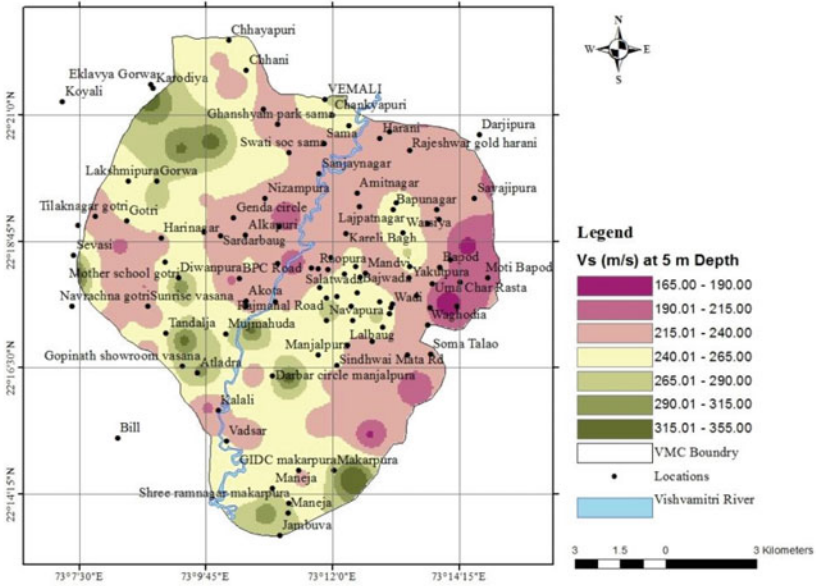 Chhayapuri
N
Chhani
W E
Eklavya Gorwa
Karodiya
S
VEMALI
Koyali
Chankyapuri
22°21'0"N
Ghanshyam park sama
Sama
Harani
Darjipura
Swati soc sama
Rajeshwar gold harani
Sanjaynagar
Lakshmipura
Gorwa
Amitnagar
Nizampura
Bapunagar
Savajipura
Tilaknagar gotri
Genda circle
Lajpatnagar
Gotri
Alkapuri
Warsiya
Harinagar
Sardarbaug
Kareli Bagh
22°18'45"N
Legend
Sevasi
Vs (m/s) at 5 m Depth
Raopura
Mandvi
Bapod
Mother school gotri
Diwanpura
BPC Road
Salatwada
Bajwada
Yakutpura
Moti Bapod
165.00 - 190.00
Uma Char Rasta
190.01 - 215.00
Navrachna gotri
Sunrise vasana
Akota
Wadi
Rajmahal Road
Navapura
Waghodia
215.01 - 240.00
Tandalja
Mujmahuda
240.01 - 265.00
Lalbaug
Manjalpur
Soma Talao
265.01 - 290.00
Gopinath showroom vasana
Atladra
Sindhwai Mata Rd
22°16'30"N
Darbar circle manjalpura
290.01 - 315.00
315.01 - 355.00
Kalali
Bill
VMC Boundry
Vadsar
GIDC makarpura
Makarpura
Locations
Maneja
Shree ramnagar makarpura
Vishvamitri River
22°14'15"N
Maneja
Jambuva
3 1.5 0 3 Kilometers
73°7'30"E 73°9'45"E 73°12'0"E 73°14'15"E